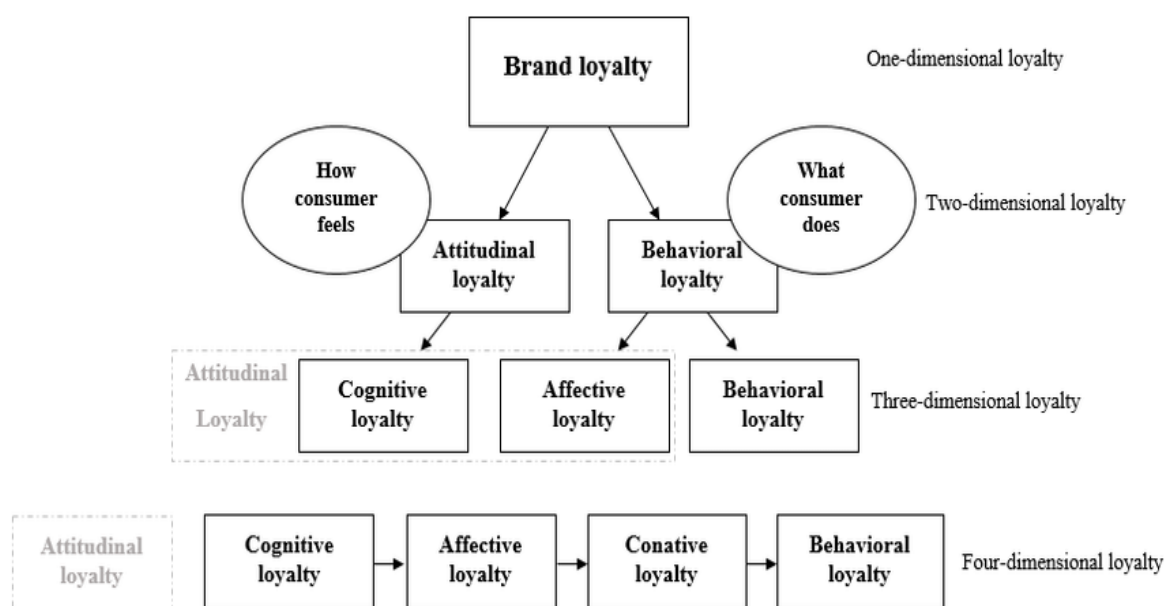 Brand loyalty
One-dimensional loyalty
How
consumer
feels
What
consumer
does
Two-dimensional loyalty
Attitudinal
loyalty
Behavioral
loyalty
Attitudinal
Loyalty
Cognitive
loyalty
Affective
loyalty
Behavioral
loyalty
Three-dimensional loyalty
Attitudinal
loyalty
Cognitive
loyalty
Affective
loyalty
Conative
loyalty
Behavioral
loyalty
Four-dimensional loyalty